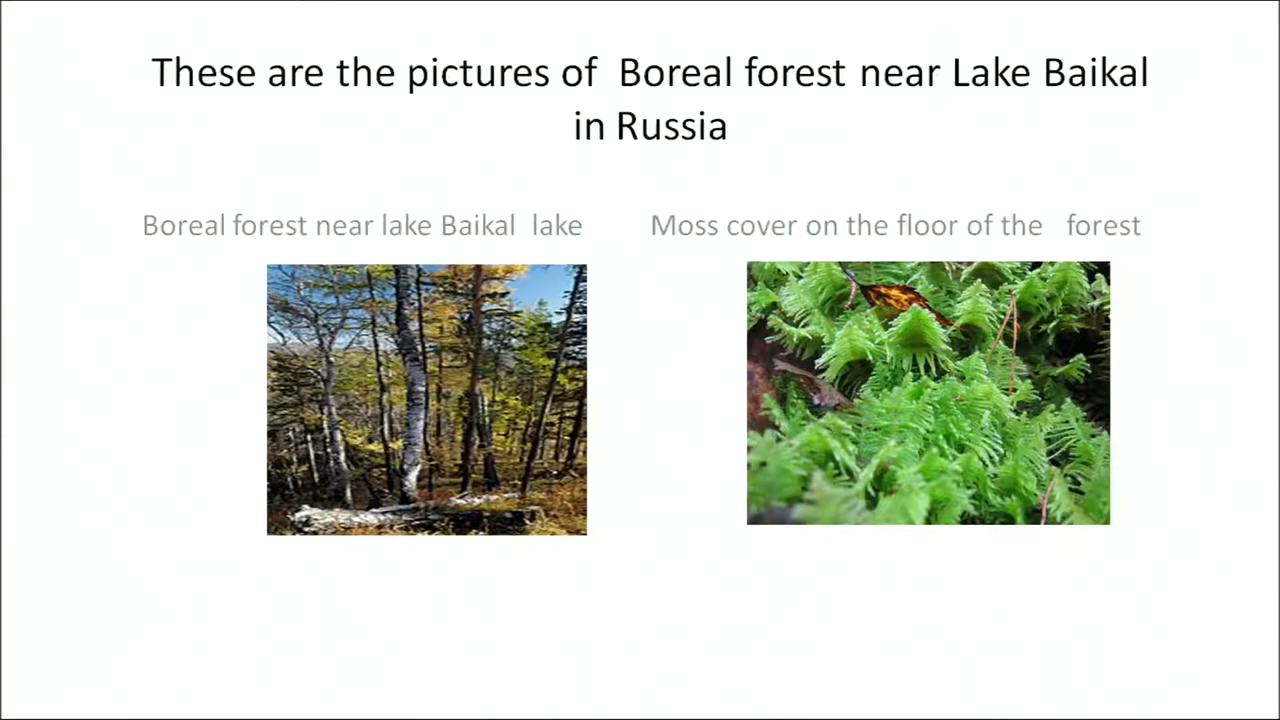 These are the pictures of Boreal forest near Lake Baikal
in Russia
Boreal forest near lake Baikal lake
Moss cover on the floor of the forest